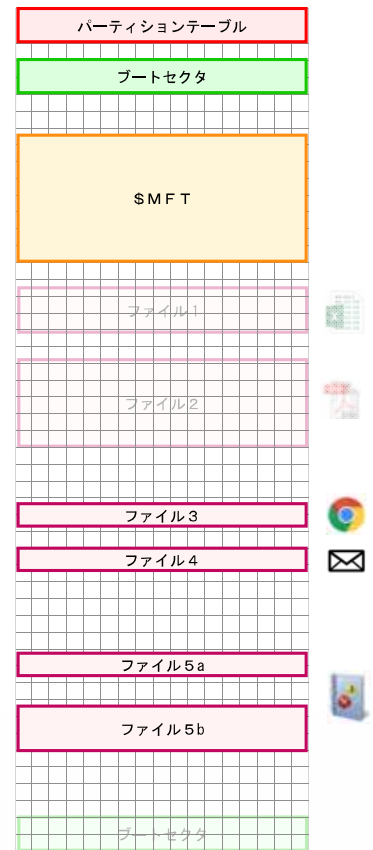 パーティションテーブル
ブートセクタ
＄ＭＦＴ
ファイル１
ファイル２
ファイル３
ファイル４
ファイル５a
ファイル５b
ブートセクタ